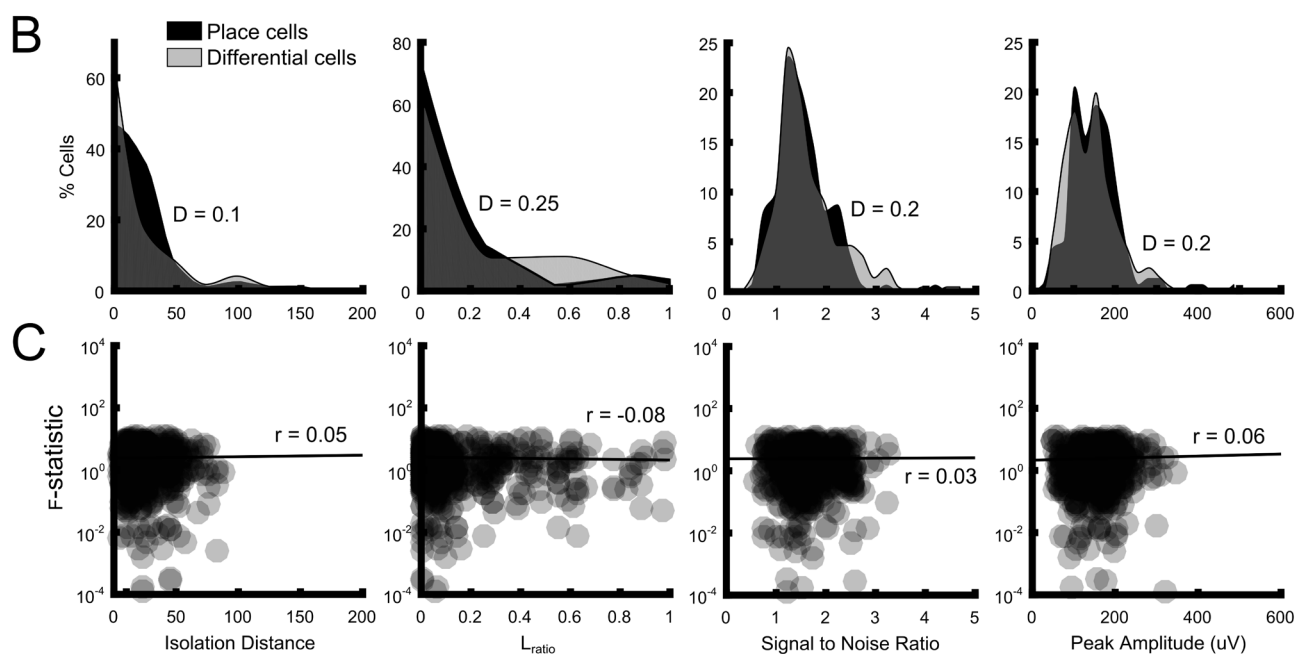 B
Place cells
Differential cells
% Cells
60
40
20
0
D = 0.1
0 50 100 150 200
80
60
40
20
0
D = 0.25
0 0.2 0.4 0.6 0.8 1
25
20
15
10
5
0
D = 0.2
0 1 2 3 4 5
25
20
15
10
5
0
D = 0.2
0 200 400 600
C
F-statistic
10⁴
10²
10⁰
10⁻²
10⁻⁴
r = 0.05
0 50 100 150 200
Isolation Distance
10⁴
10²
10⁰
10⁻²
10⁻⁴
r = -0.08
0 0.2 0.4 0.6 0.8 1
Lratio
10⁴
10²
10⁰
10⁻²
10⁻⁴
r = 0.03
0 1 2 3 4 5
Signal to Noise Ratio
10⁴
10²
10⁰
10⁻²
10⁻⁴
r = 0.06
0 200 400 600
Peak Amplitude (uV)